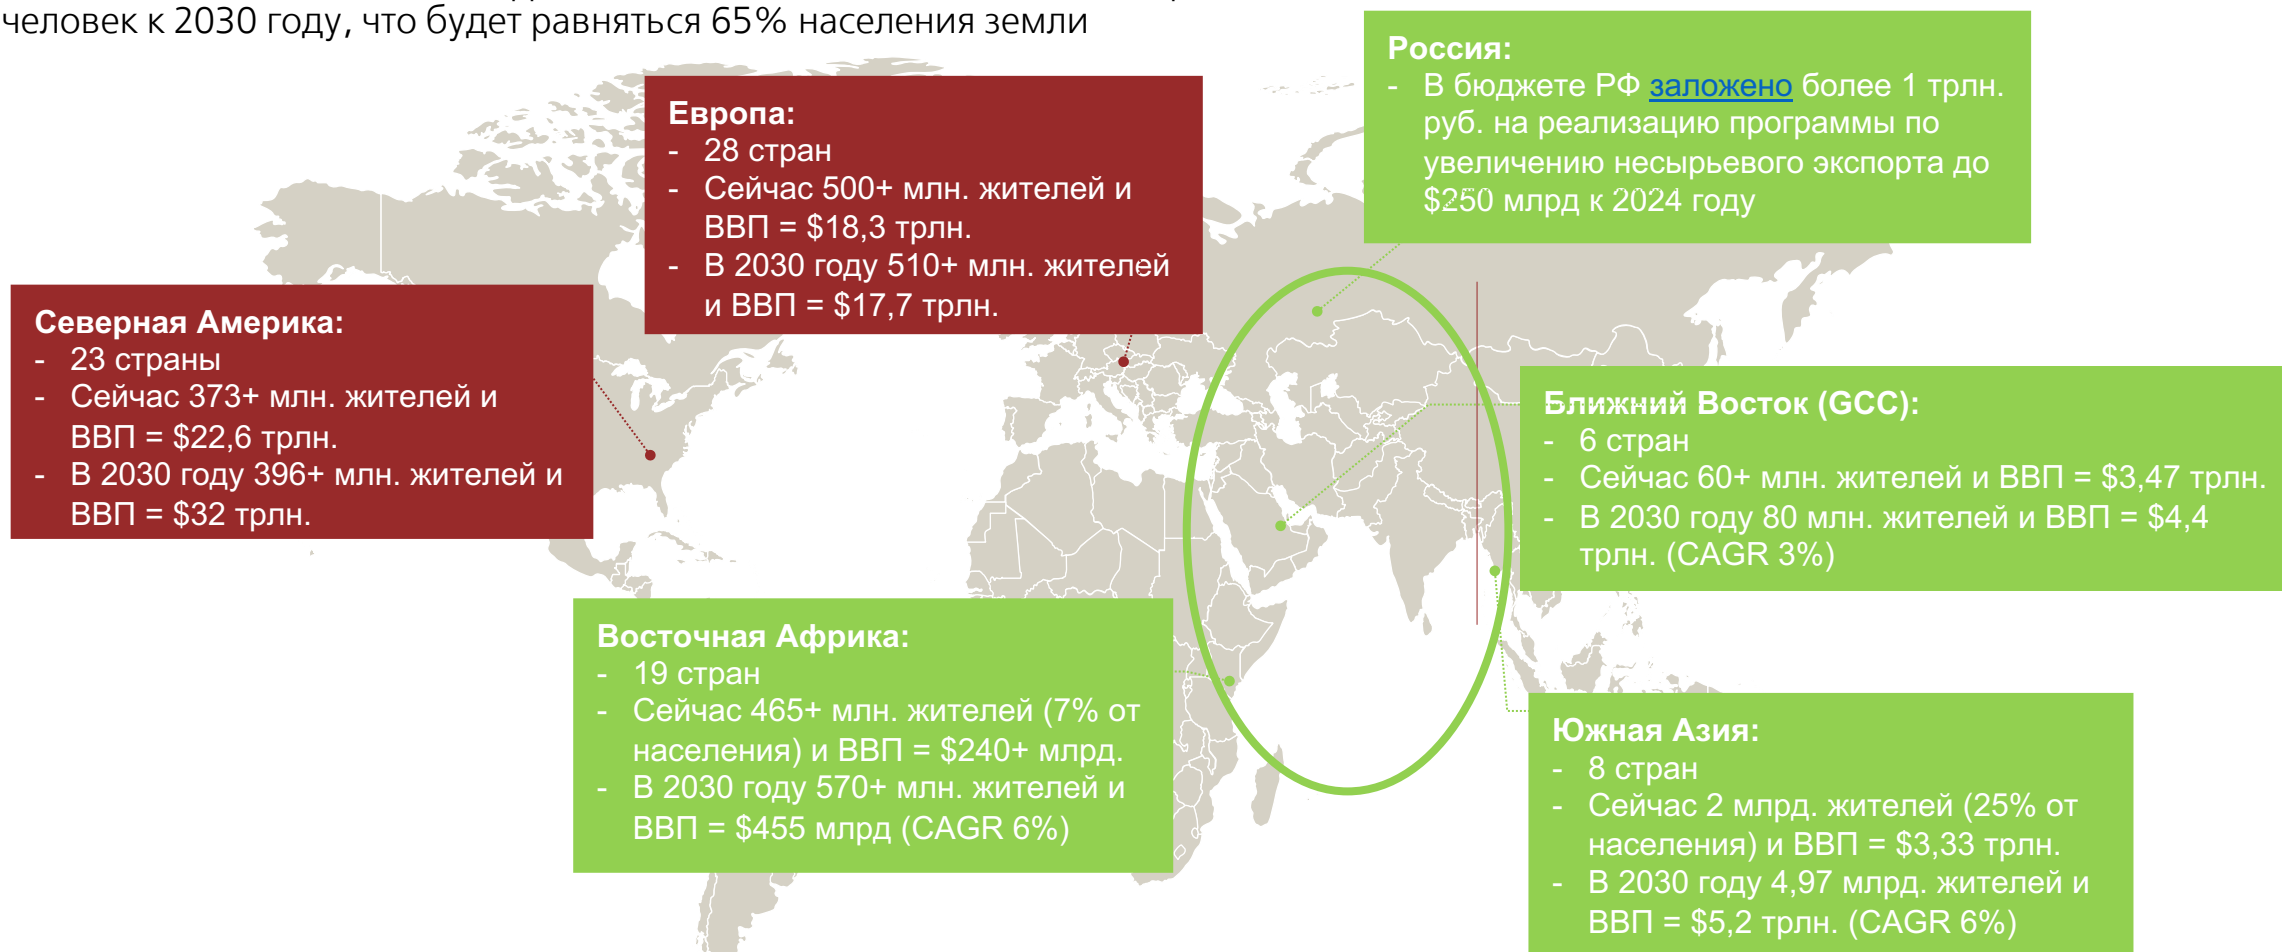 человек к 2030 году, что будет равняться 65% населения земли
Россия:
- В бюджете РФ заложено более 1 трлн.
руб. на реализацию программы по
увеличению несырьевого экспорта до
$250 млрд к 2024 году
Европа:
- 28 стран
- Сейчас 500+ млн. жителей и
ВВП = $18,3 трлн.
- В 2030 году 510+ млн. жителей
и ВВП = $17,7 трлн.
Северная Америка:
- 23 страны
- Сейчас 373+ млн. жителей и
ВВП = $22,6 трлн.
- В 2030 году 396+ млн. жителей и
ВВП = $32 трлн.
Ближний Восток (GCC):
- 6 стран
- Сейчас 60+ млн. жителей и ВВП = $3,47 трлн.
- В 2030 году 80 млн. жителей и ВВП = $4,4
трлн. (CAGR 3%)
Восточная Африка:
- 19 стран
- Сейчас 465+ млн. жителей (7% от
населения) и ВВП = $240+ млрд.
- В 2030 году 570+ млн. жителей и
ВВП = $455 млрд (CAGR 6%)
Южная Азия:
- 8 стран
- Сейчас 2 млрд. жителей (25% от
населения) и ВВП = $3,33 трлн.
- В 2030 году 4,97 млрд. жителей и
ВВП = $5,2 трлн. (CAGR 6%)